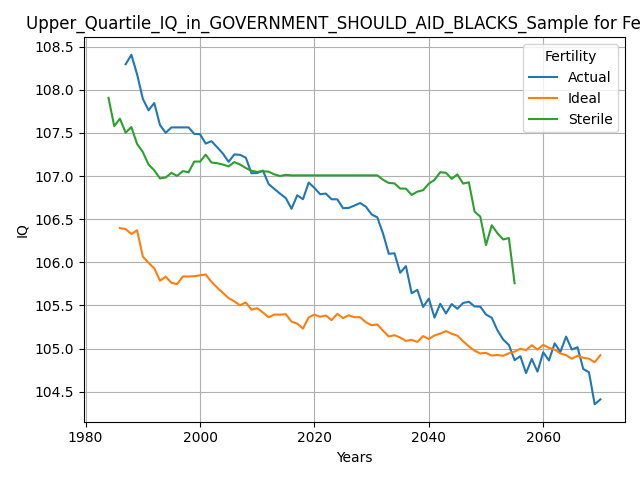 Upper_Quartile_IQ_in_GOVERNMENT_SHOULD_AID_BLACKS_Sample for Fe
108.5
108.0
107.5
107.0
106.5
106.0
105.5
105.0
104.5
IQ
Fertility
Actual
Ideal
Sterile
1980
2000
2020
2040
2060
Years